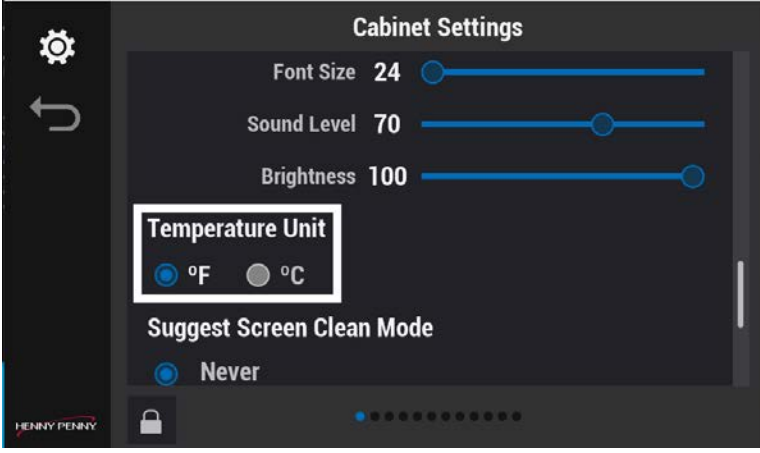 Cabinet Settings
Font Size 24
Sound Level 70
Brightness 100
Temperature Unit
ºF ºC
Suggest Screen Clean Mode
Never
HENNY PENNY